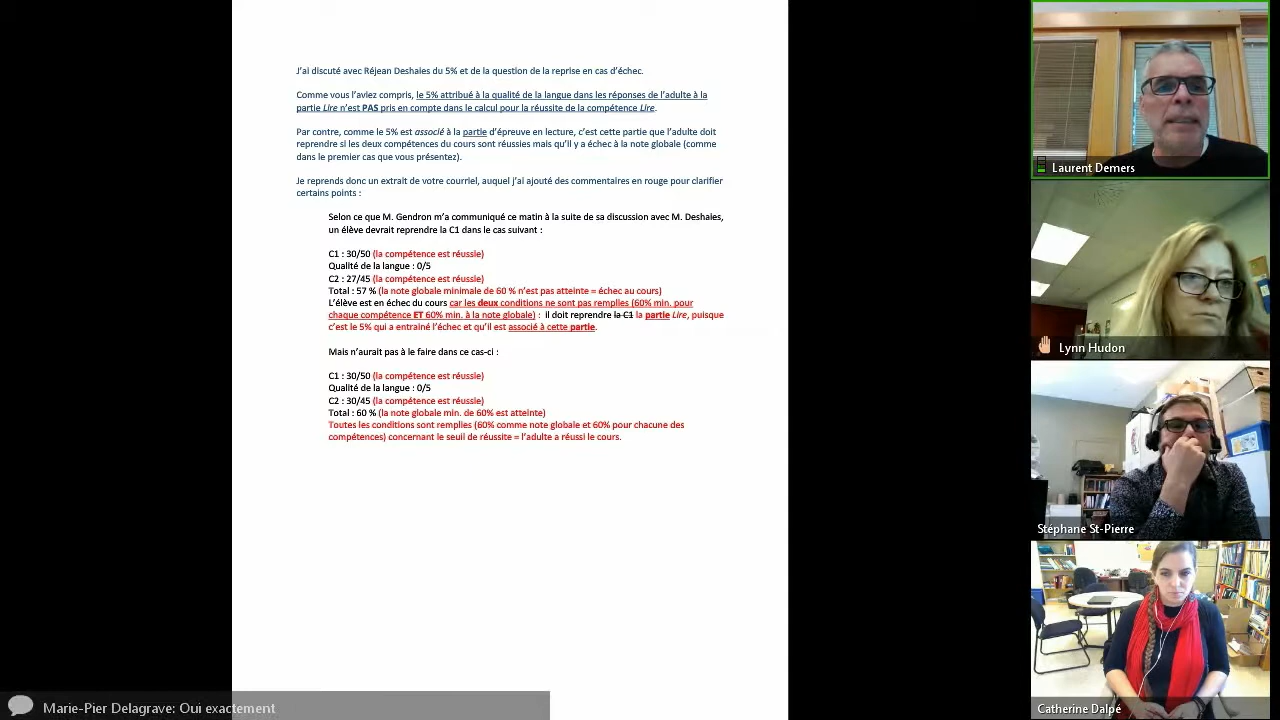 J'ai discuté avec Réjean Deshaies du 5% et de la question de la reprise en cas d'échec.
Comme vous l'aviez compris, le 5% attribué à la qualité de la langue dans les réponses de l'adulte à la
partie Lire n'est PAS pris en compte dans le calcul pour la réussite de la compétence Lire.
Par contre, comme le 5% est associé à la partie d'épreuve en lecture, c'est cette partie que l'adulte doit
reprendre si les deux compétences du cours sont réussies mais qu'il y a échec à la note globale (comme
dans le premier cas que vous présentez).
Je reprends donc un extrait de votre courriel, auquel j'ai ajouté des commentaires en rouge pour clarifier
certains points :
Selon ce que M. Gendron m'a communiqué ce matin à la suite de sa discussion avec M. Deshaies,
un élève devrait reprendre la C1 dans le cas suivant :
C1 : 30/50 (la compétence est réussie)
Qualité de la langue : 0/5
C2 : 27/45 (la compétence est réussie)
Total : 57 % (la note globale minimale de 60 % n'est pas atteinte = échec au cours)
L'élève est en échec du cours car les deux conditions ne sont pas remplies (60% min. pour
chaque compétence ET 60% min. à la note globale) : il doit reprendre la C1 la partie Lire, puisque
c'est le 5% qui a entrainé l'échec et qu'il est associé à cette partie.
Mais n'aurait pas à le faire dans ce cas-ci :
C1 : 30/50 (la compétence est réussie)
Qualité de la langue : 0/5
C2 : 30/45 (la compétence est réussie)
Total : 60 % (la note globale min. de 60% est atteinte)
Toutes les conditions sont remplies (60% comme note globale et 60% pour chacune des
compétences) concernant le seuil de réussite = l'adulte a réussi le cours.
Laurent Demers
Lynn Hudon
Stéphane St-Pierre
Catherine Dalpé
Marie-Pier Delagrave: Oui exactement